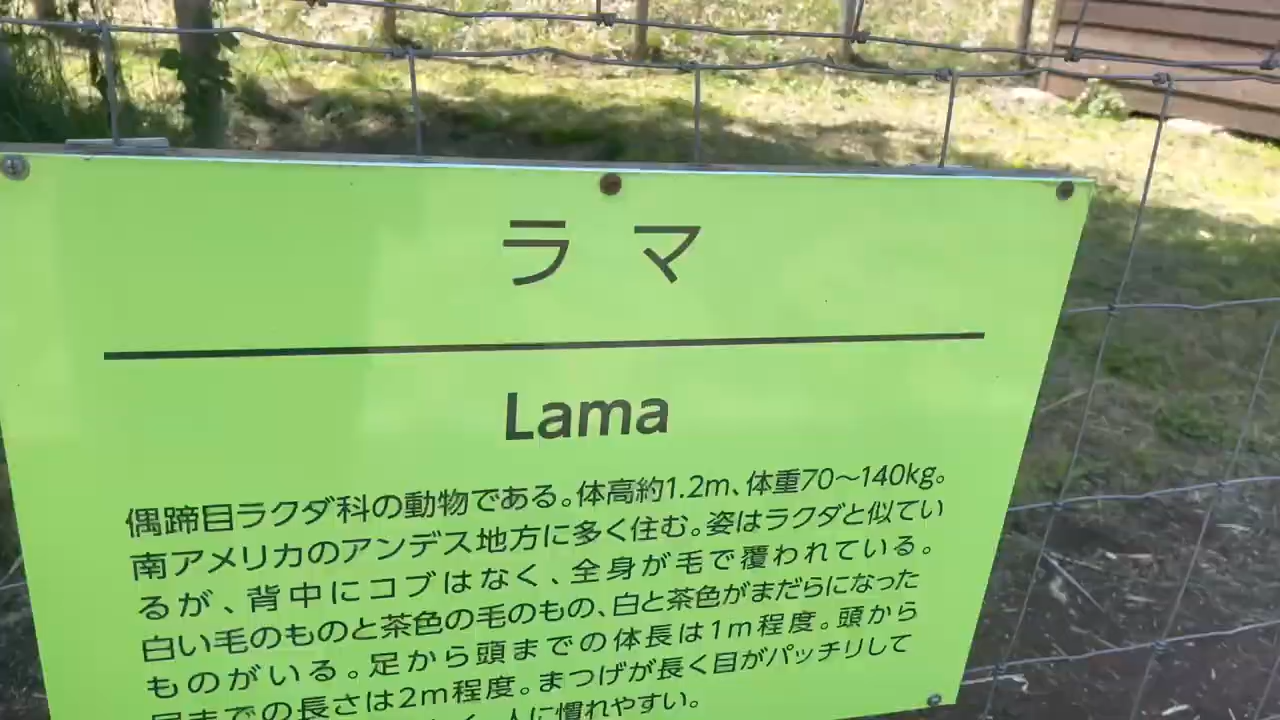 ラマ
Lama
偶蹄目ラクダ科の動物である。体高約1.2m、体重70〜140kg。
南アメリカのアンデス地方に多く住む。姿はラクダと似てい
るが、背中にコブはなく、全身が毛で覆われている。
白い毛のものと茶色の毛のもの、白と茶色がまだらになった
ものがいる。足から頭までの体長は1m程度。頭から
尾までの長さは2m程度。まつげが長く目がパッチリして
人に慣れやすい。